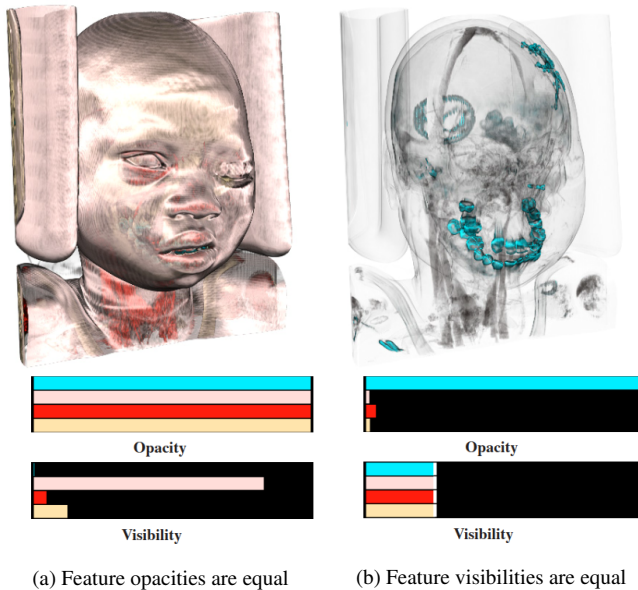 Opacity
Visibility
(a) Feature opacities are equal
Opacity
Visibility
(b) Feature visibilities are equal